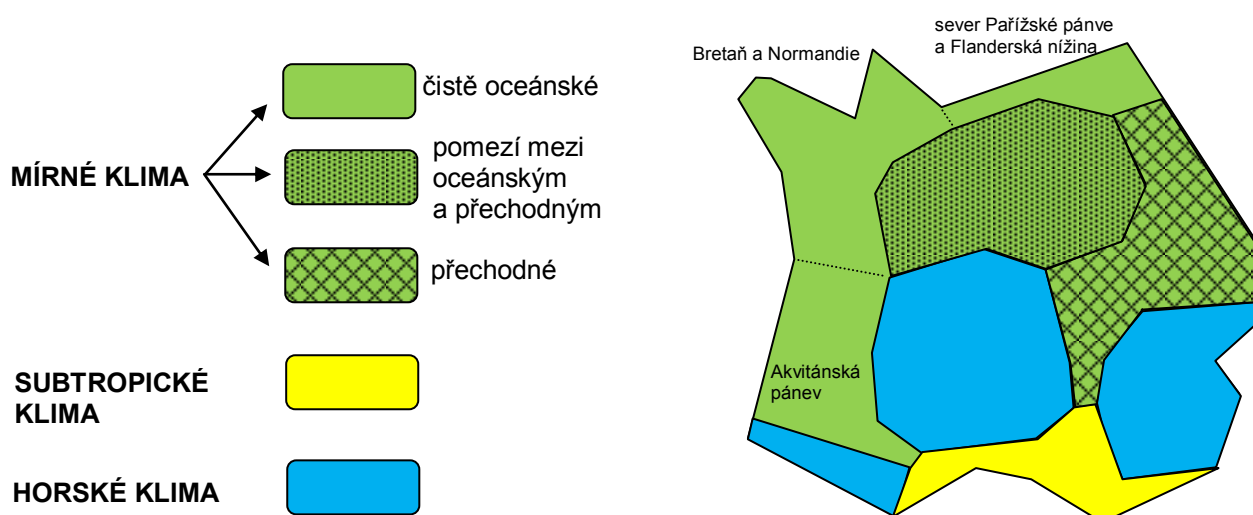 MÍRNÉ KLIMA
čistě oceánské
pomezí mezi
oceánským
a přechodným
přechodné
SUBTROPICKÉ
KLIMA
HORSKÉ KLIMA
Bretaň a Normandie
sever Pařížské pánve
a Flanderská nížina
Akvitánská
pánev